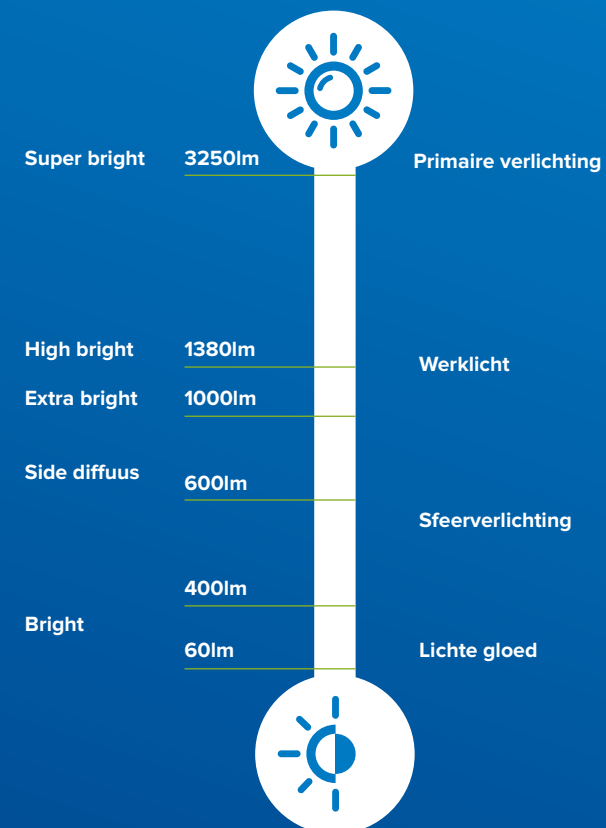 Super bright 3250lm Primaire verlichting
High bright 1380lm
Werklicht
Extra bright 1000lm
Side diffuus
600lm
Sfeerverlichting
400lm
Bright
60lm Lichte gloed